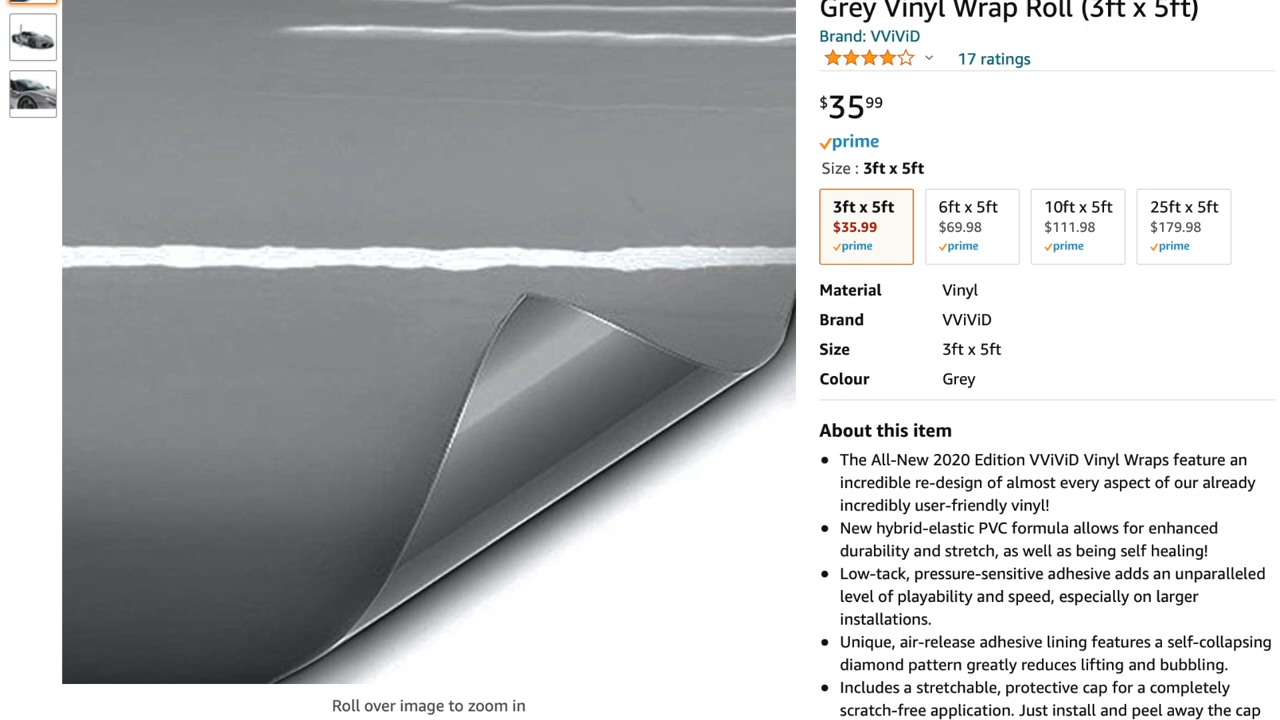 Grey Vinyl Wrap Roll (3ft x 5ft)
Brand: VViViD
17 ratings
$3599
prime
Size : 3ft x 5ft
3ft x 5ft 6ft x 5ft 10ft x 5ft 25ft x 5ft
$35.99 $69.98 $111.98 $179.98
prime prime prime prime
Material Vinyl
Brand VViViD
Size 3ft x 5ft
Colour Grey
About this item
The All-New 2020 Edition VViViD Vinyl Wraps feature an
incredible re-design of almost every aspect of our already
incredibly user-friendly vinyl!
New hybrid-elastic PVC formula allows for enhanced
durability and stretch, as well as being self healing!
Low-tack, pressure-sensitive adhesive adds an unparalleled
level of playability and speed, especially on larger
installations.
Unique, air-release adhesive lining features a self-collapsing
diamond pattern greatly reduces lifting and bubbling.
Includes a stretchable, protective cap for a completely
scratch-free application. Just install and peel away the cap
Roll over image to zoom in